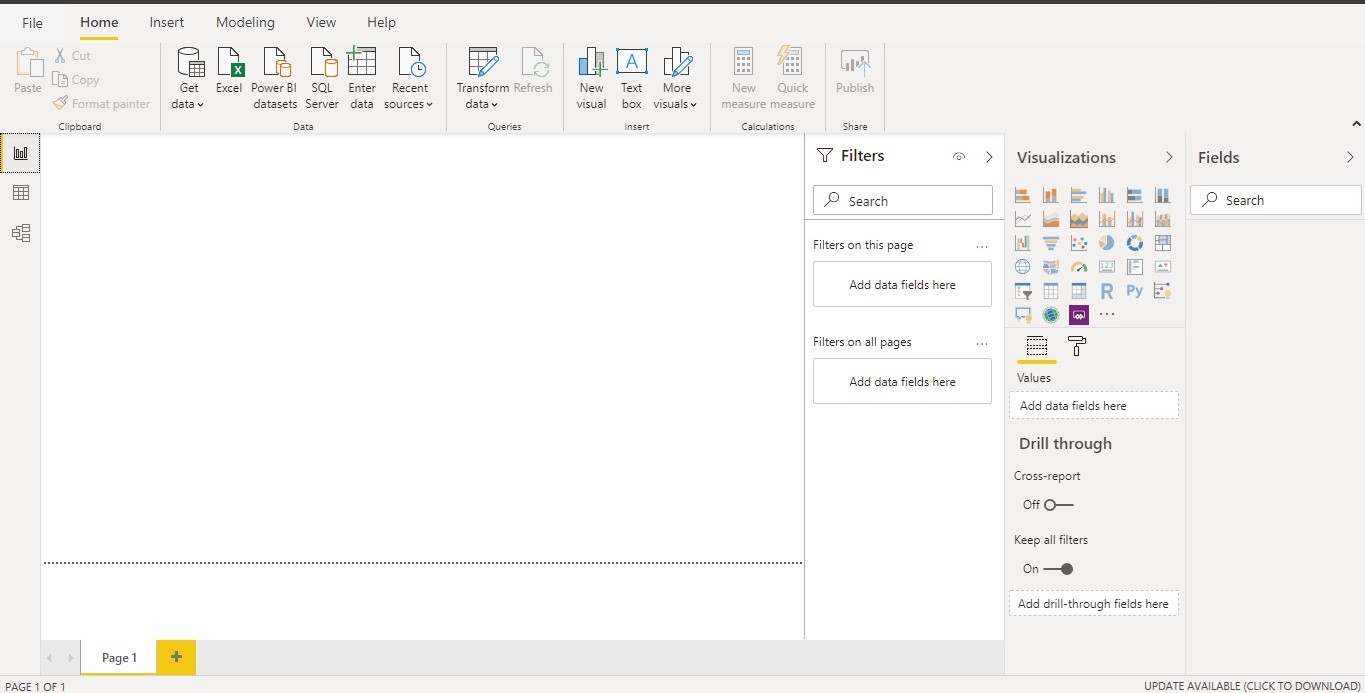 File Home Insert Modeling View Help
Paste
Cut
Copy
Format painter
Clipboard
Get data
Excel
Power BI datasets
SQL Server
Enter data
Recent sources
Data
Transform data
Refresh
Queries
New visual
Text box
More visuals
Insert
New measure
Quick measure
Calculations
Publish
Share
Filters
Search
Filters on this page ...
Add data fields here
Filters on all pages ...
Add data fields here
Visualizations
123
R
Py
...
Values
Add data fields here
Drill through
Cross-report
Off
Keep all filters
On
Add drill-through fields here
Fields
Search
Page 1 +
PAGE 1 OF 1
UPDATE AVAILABLE (CLICK TO DOWNLOAD)